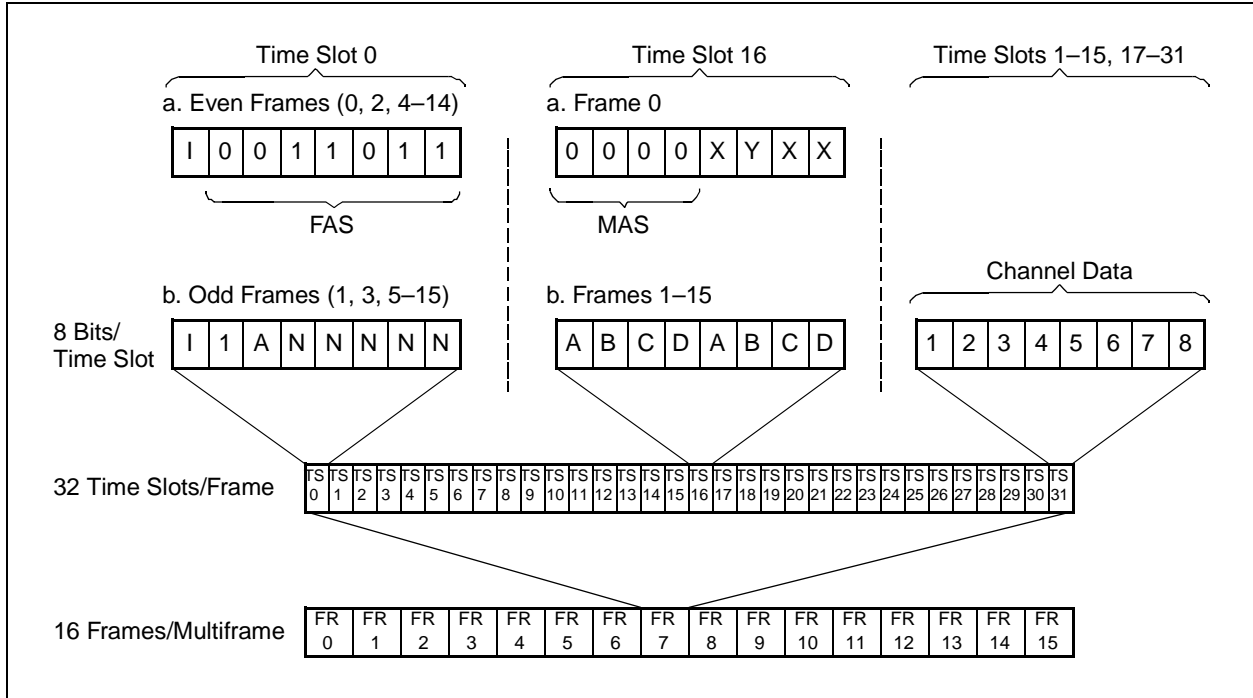 Time Slot 0
Time Slot 16
Time Slots 1–15, 17–31
a. Even Frames (0, 2, 4–14)
a. Frame 0
I 0 0 1 1 0 1 1
0 0 0 0 X Y X X
FAS
MAS
Channel Data
b. Odd Frames (1, 3, 5–15)
b. Frames 1–15
8 Bits/
Time Slot
I 1 A N N N N N
A B C D A B C D
1 2 3 4 5 6 7 8
32 Time Slots/Frame
TS TS TS TS TS TS TS TS TS TS TS TS TS TS TS TS TS TS TS TS TS TS TS TS TS TS TS TS TS TS TS TS
0 1 2 3 4 5 6 7 8 9 10 11 12 13 14 15 16 17 18 19 20 21 22 23 24 25 26 27 28 29 30 31
16 Frames/Multiframe
FR FR FR FR FR FR FR FR FR FR FR FR FR FR FR FR
0 1 2 3 4 5 6 7 8 9 10 11 12 13 14 15